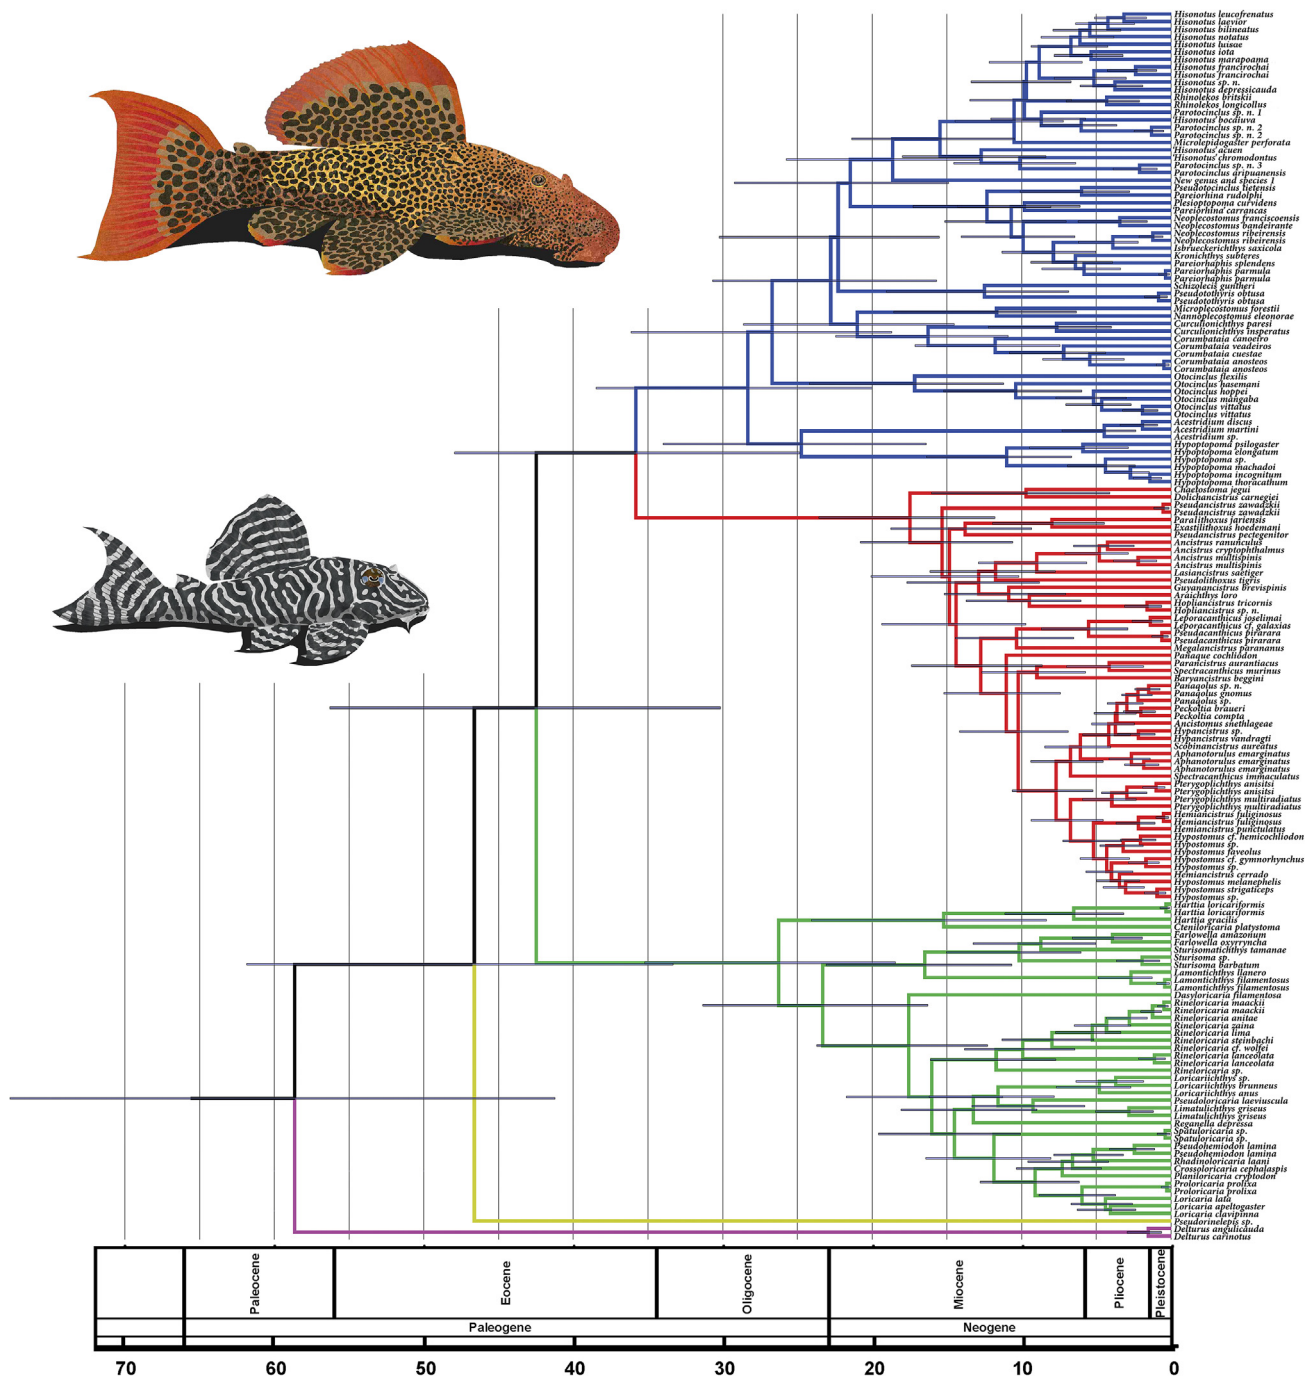 Hisonotus leucofrenatus
Hisonotus laevior
Hisonotus bilineatus
Hisonotus notatus
Hisonotus luisae
Hisonotus iota
Hisonotus marapoama
Hisonotus francirochai
Hisonotus francirochai
Hisonotus sp. n.
Hisonotus depressicauda
Rhinolekos britskii
Rhinolekos longicollus
Parotocinclus sp. n. 1
Hisonotus bocaiuva
Parotocinclus sp. n. 2
Parotocinclus sp. n. 2
Microlepidogaster perforata
'Hisonotus' acuen
'Hisonotus' chromodontus
Parotocinclus sp. n. 3
Parotocinclus aripuanensis
New genus and species 1
Pseudotocinclus tietensis
Pareiorhina rudolphi
Plesioptopoma curvidens
Pareiorhina carrancas
Neoplecostomus franciscoensis
Neoplecostomus bandeirante
Neoplecostomus ribeirensis
Neoplecostomus ribeirensis
Isbrueckerichthys saxicola
Kronichthys subteres
Pareiorhaphis splendens
Pareiorhaphis parmula
Pareiorhaphis parmula
Schizolecis guntheri
Pseudotothyris obtusa
Pseudotothyris obtusa
Microplecostomus forestii
Nannoplecostomus eleonorae
Curculionichthys paresi
Curculionichthys insperatus
Corumbataia canoeiro
Corumbataia veadeiros
Corumbataia cuestae
Corumbataia anosteos
Corumbataia anosteos
Otocinclus flexilis
Otocinclus hasemani
Otocinclus hoppei
Otocinclus mangaba
Otocinclus vittatus
Otocinclus vittatus
Acestridium discus
Acestridium martini
Acestridium sp.
Hypoptopoma psilogaster
Hypoptopoma elongatum
Hypoptopoma sp.
Hypoptopoma machadoi
Hypoptopoma incognitum
Hypoptopoma thoracathum
Chaetostoma jegui
Dolichancistrus carnegiei
Pseudancistrus zawadzkii
Pseudancistrus zawadzkii
Paralithoxus jariensis
Exastilithoxus hoedemani
Pseudancistrus pectegenitor
Ancistrus ranunculus
Ancistrus cryptophthalmus
Ancistrus multispinis
Ancistrus multispinis
Lasiancistrus saetiger
Pseudolithoxus tigris
Guyanancistrus brevispinis
Araichthys loro
Hopliancistrus tricornis
Hopliancistrus sp. n.
Leporacanthicus joselimai
Leporacanthicus cf. galaxias
Pseudacanthicus pirarara
Pseudacanthicus pirarara
Megalancistrus parananus
Panaque cochliodon
Parancistrus aurantiacus
Spectracanthicus murinus
Baryancistrus beggini
Panaqolus sp. n.
Panaqolus gnomus
Panaqolus sp.
Peckoltia braueri
Peckoltia compta
Ancistomus snethlageae
Hypancistrus sp.
Hypancistrus vandragti
Scobinancistrus aureatus
Aphanotorulus emarginatus
Aphanotorulus emarginatus
Aphanotorulus emarginatus
Spectracanthicus immaculatus
Pterygoplichthys anisitsi
Pterygoplichthys anisitsi
Pterygoplichthys multiradiatus
Pterygoplichthys multiradiatus
Hemiancistrus fuliginosus
Hemiancistrus fuliginosus
Hemiancistrus punctulatus
Hypostomus cf. hemicochliodon
Hypostomus sp.
Hypostomus faveolus
Hypostomus cf. gymnorhynchus
Hypostomus sp.
Hemiancistrus cerrado
Hypostomus melanephelis
Hypostomus strigaticeps
Hypostomus sp.
Harttia loricariformis
Harttia loricariformis
Harttia gracilis
Cteniloricaria platystoma
Farlowella amazonum
Farlowella oxyrryncha
Sturisomatichthys tamanae
Sturisoma sp.
Sturisoma barbatum
Lamontichthys llanero
Lamontichthys filamentosus
Lamontichthys filamentosus
Dasyloricaria filamentosa
Rineloricaria maackii
Rineloricaria maackii
Rineloricaria anitae
Rineloricaria zaina
Rineloricaria lima
Rineloricaria steinbachi
Rineloricaria cf. wolfei
Rineloricaria lanceolata
Rineloricaria lanceolata
Rineloricaria sp.
Loricariichthys sp.
Loricariichthys brunneus
Loricariichthys anus
Pseudoloricaria laeviuscula
Limatulichthys griseus
Limatulichthys griseus
Reganella depressa
Spatuloricaria sp.
Spatuloricaria sp.
Pseudohemiodon lamina
Pseudohemiodon lamina
Rhadinoloricaria laani
Crossoloricaria cephalaspis
Planiloricaria cryptodon
Proloricaria prolixa
Proloricaria prolixa
Loricaria lata
Loricaria apeltogaster
Loricaria clavipinna
Pseudorinelepis sp.
Delturus angulicauda
Delturus carinotus
Paleocene
Eocene
Oligocene
Miocene
Pliocene
Pleistocene
Paleogene
Neogene
70
60
50
40
30
20
10
0